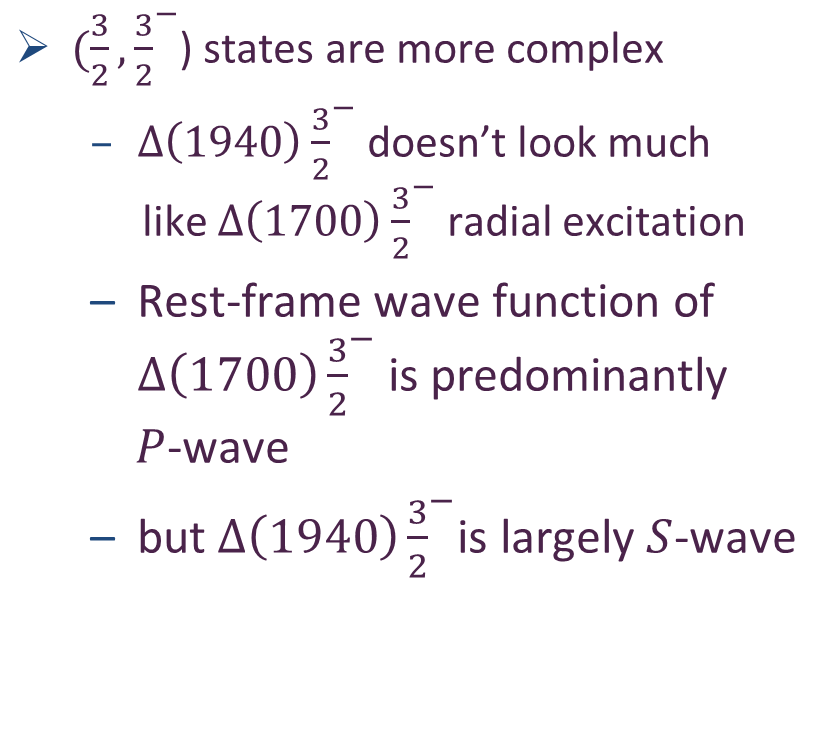 ➢ (3/2, 3/2⁻) states are more complex
– Δ(1940) 3/2⁻ doesn't look much
like Δ(1700) 3/2⁻ radial excitation
– Rest-frame wave function of
Δ(1700) 3/2⁻ is predominantly
P-wave
– but Δ(1940) 3/2⁻ is largely S-wave